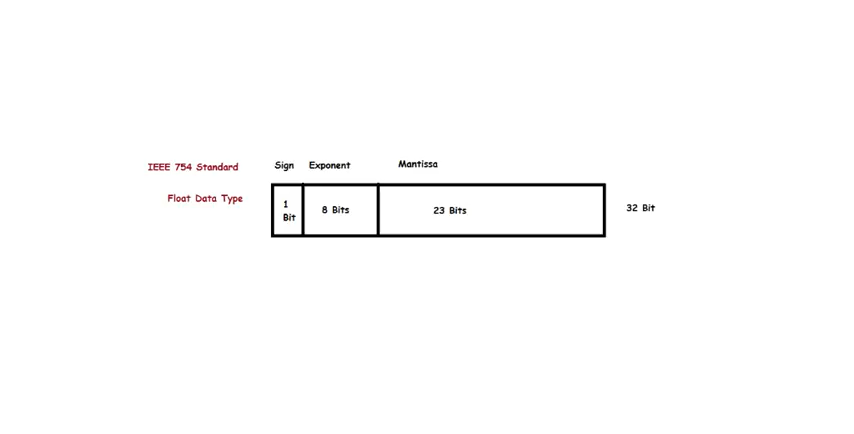 IEEE 754 Standard
Sign Exponent Mantissa
Float Data Type
1
Bit
8 Bits
23 Bits
32 Bit